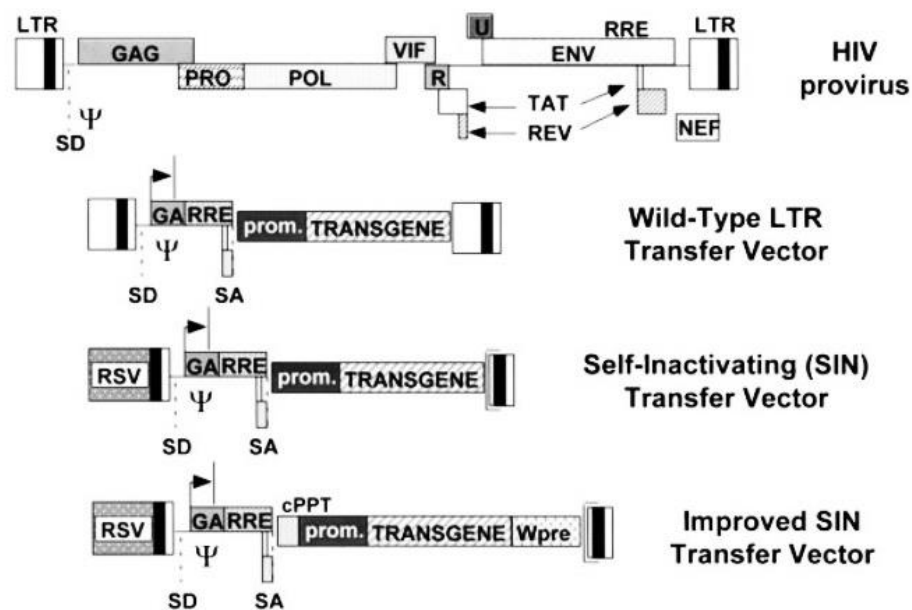 LTR
U
RRE
LTR
GAG
VIF
ENV
HIV
provirus
PRO
POL
R
TAT
REV
NEF
Ψ
SD
GA RRE
prom. TRANSGENE
Wild-Type LTR
Transfer Vector
Ψ
SD
SA
RSV
GA RRE
prom. TRANSGENE
Self-Inactivating (SIN)
Transfer Vector
Ψ
SD
SA
RSV
GA RRE
cPPT
prom. TRANSGENE Wpre
Improved SIN
Transfer Vector
Ψ
SD
SA